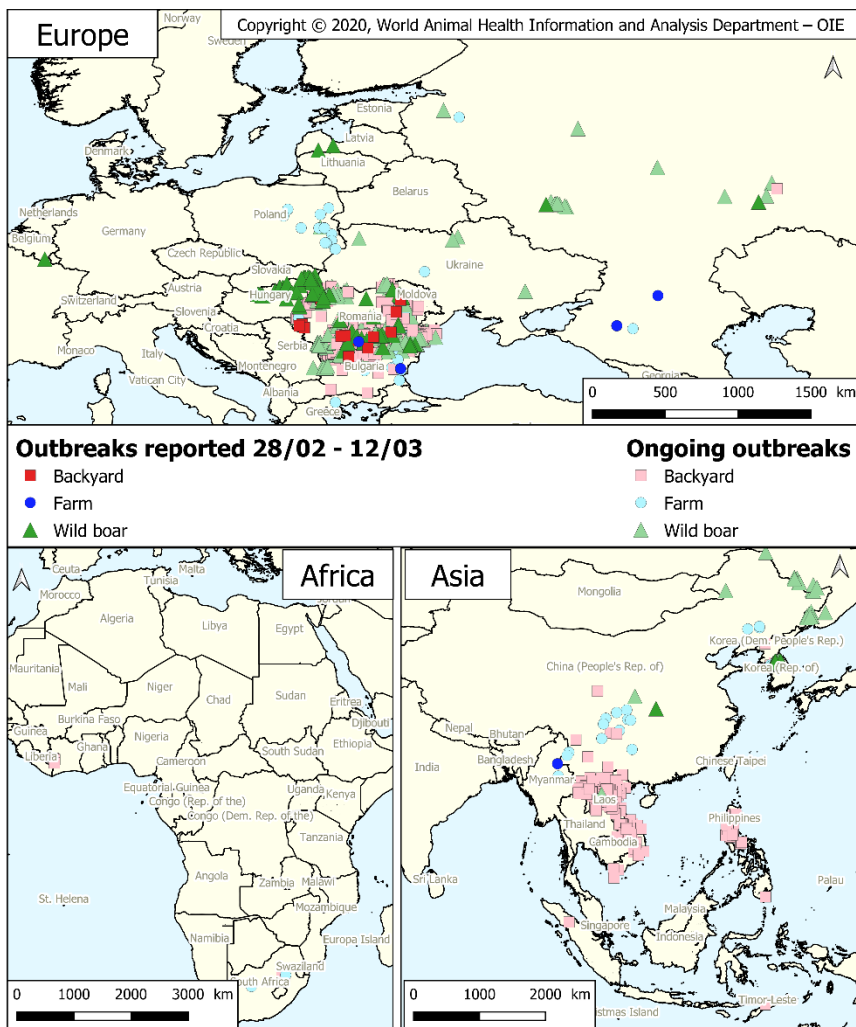 Europe
Copyright © 2020, World Animal Health Information and Analysis Department – OIE
Norway
Sweden
Estonia
Latvia
Denmark
Lithuania
Belarus
Netherlands
Poland
Germany
Belgium
Czech Republic
Ukraine
Slovakia
Austria
Hungary
Moldova
Switzerland
Slovenia
Romania
Croatia
Serbia
Monaco
Italy
Montenegro
Bulgaria
Georgia
Vatican City
Albania
Greece
0 500 1000 1500 km
Outbreaks reported 28/02 - 12/03
Backyard
Farm
Wild boar
Ongoing outbreaks
Backyard
Farm
Wild boar
Africa
Ceuta
Malta
Tunisia
Morocco
Algeria
Libya
Egypt
Mauritania
Mali
Niger
Chad
Sudan
Eritrea
Burkina Faso
Djibouti
Guinea
Nigeria
Ghana
Ethiopia
Liberia
South Sudan
Cameroon
Equatorial Guinea
Uganda
Congo (Rep. of the)
Kenya
Congo (Dem. Rep. of the)
Tanzania
Angola
St. Helena
Zambia
Malawi
Mozambique
Namibia
Europa Island
Swaziland
South Africa
0 1000 2000 3000 km
Asia
Mongolia
Korea (Dem. People's Rep.)
Korea (Rep. of)
China (People's Rep. of)
Nepal
Bhutan
Bangladesh
Chinese Taipei
India
Myanmar
Laos
Thailand
Philippines
Cambodia
Sri Lanka
Palau
Malaysia
Singapore
Indonesia
Timor-Leste
Christmas Island
0 1000 2000 km